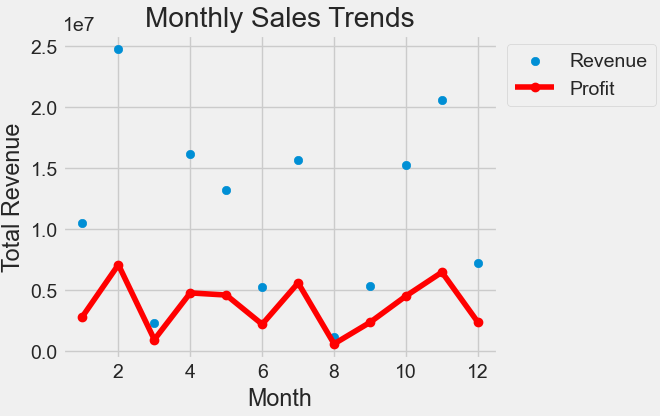 Monthly Sales Trends
1e7
Revenue
Profit
2.5
2.0
1.5
1.0
0.5
0.0
Total Revenue
2 4 6 8 10 12
Month